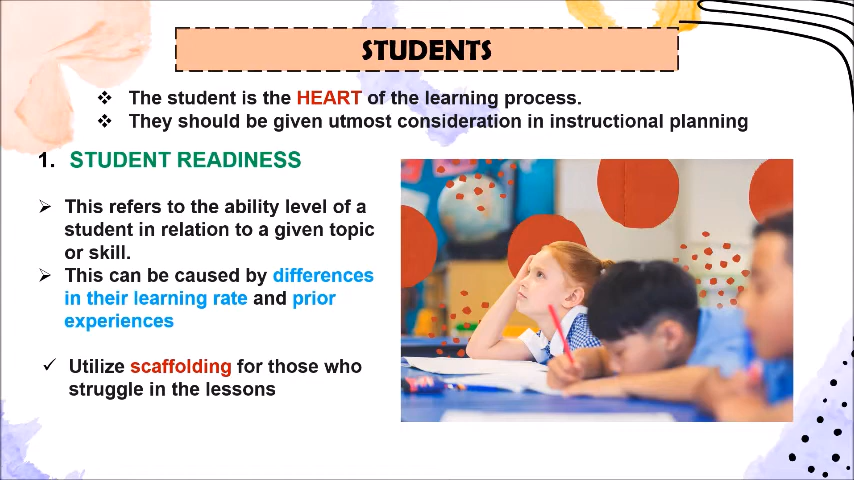 STUDENTS
❖ The student is the HEART of the learning process.
❖ They should be given utmost consideration in instructional planning
1. STUDENT READINESS
➢ This refers to the ability level of a
student in relation to a given topic
or skill.
➢ This can be caused by differences
in their learning rate and prior
experiences
✓ Utilize scaffolding for those who
struggle in the lessons